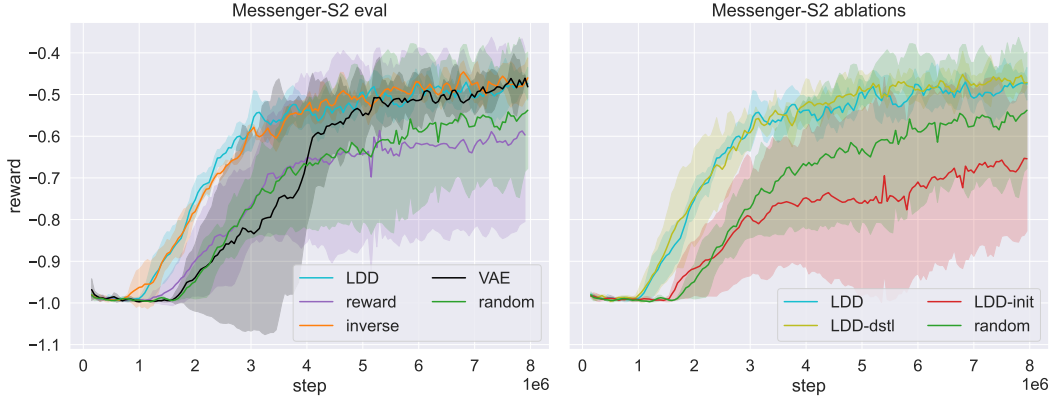 Messenger-S2 eval
Messenger-S2 ablations
reward
−0.4
−0.5
−0.6
−0.7
−0.8
−0.9
−1.0
−1.1
LDD
reward
inverse
VAE
random
LDD
LDD-dstl
LDD-init
random
0 1 2 3 4 5 6 7 8
1e6
step
0 1 2 3 4 5 6 7 8
1e6
step